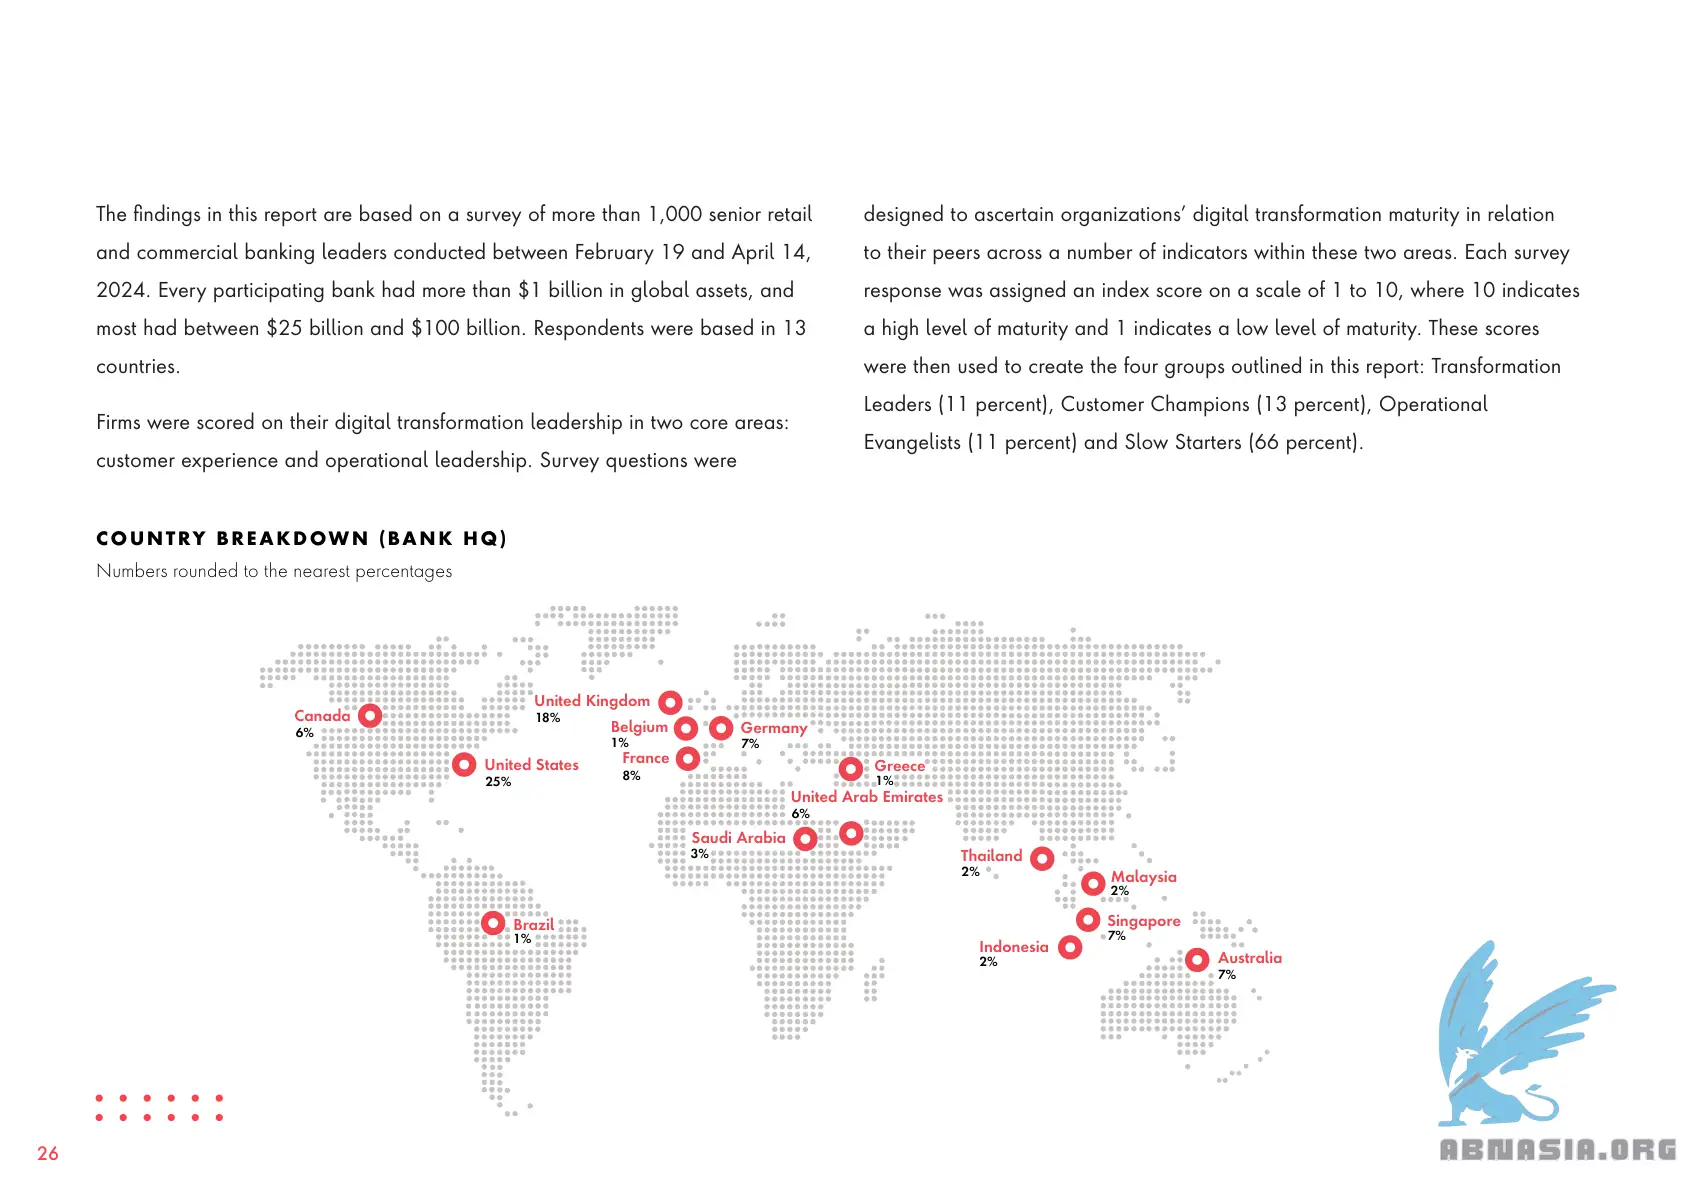 The findings in this report are based on a survey of more than 1,000 senior retail
and commercial banking leaders conducted between February 19 and April 14,
2024. Every participating bank had more than $1 billion in global assets, and
most had between $25 billion and $100 billion. Respondents were based in 13
countries.
Firms were scored on their digital transformation leadership in two core areas:
customer experience and operational leadership. Survey questions were
designed to ascertain organizations’ digital transformation maturity in relation
to their peers across a number of indicators within these two areas. Each survey
response was assigned an index score on a scale of 1 to 10, where 10 indicates
a high level of maturity and 1 indicates a low level of maturity. These scores
were then used to create the four groups outlined in this report: Transformation
Leaders (11 percent), Customer Champions (13 percent), Operational
Evangelists (11 percent) and Slow Starters (66 percent).
COUNTRY BREAKDOWN (BANK HQ)
Numbers rounded to the nearest percentages
Canada
6%
United States
25%
United Kingdom
18%
Belgium
1%
France
8%
Germany
7%
Greece
1%
United Arab Emirates
6%
Saudi Arabia
3%
Thailand
2%
Malaysia
2%
Brazil
1%
Singapore
7%
Indonesia
2%
Australia
7%
26
ABNASIA.ORG